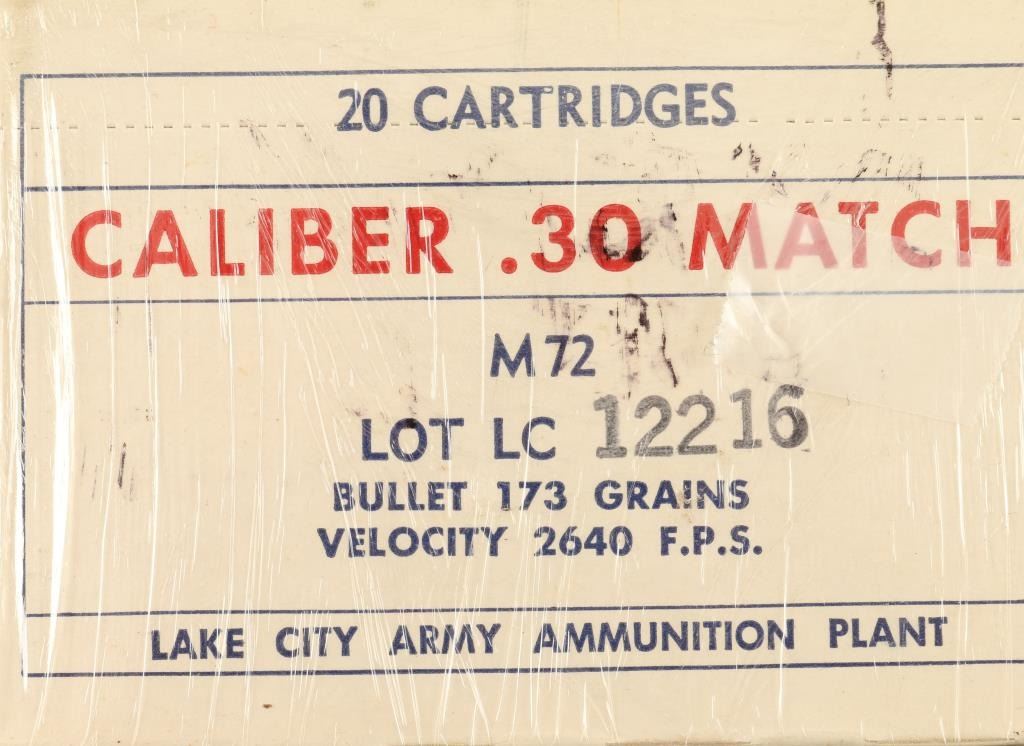 20 CARTRIDGES
CALIBER .30 MATCH
M72
LOT LC 12216
BULLET 173 GRAINS
VELOCITY 2640 F.P.S.
LAKE CITY ARMY AMMUNITION PLANT